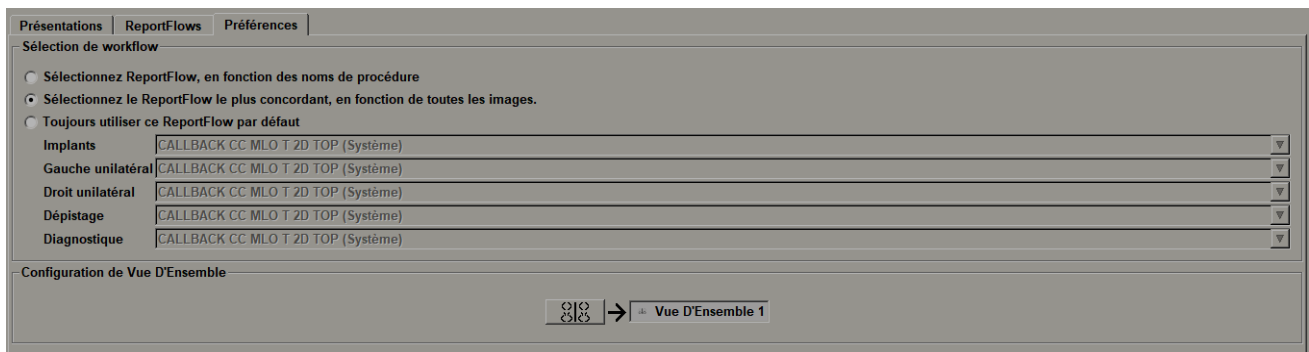 Présentations ReportFlows Préférences
Sélection de workflow
Sélectionnez ReportFlow, en fonction des noms de procédure
Sélectionnez le ReportFlow le plus concordant, en fonction de toutes les images.
Toujours utiliser ce ReportFlow par défaut
Implants CALLBACK CC MLO T 2D TOP (Système)
Gauche unilatéral CALLBACK CC MLO T 2D TOP (Système)
Droit unilatéral CALLBACK CC MLO T 2D TOP (Système)
Dépistage CALLBACK CC MLO T 2D TOP (Système)
Diagnostique CALLBACK CC MLO T 2D TOP (Système)
Configuration de Vue D'Ensemble
Vue D'Ensemble 1